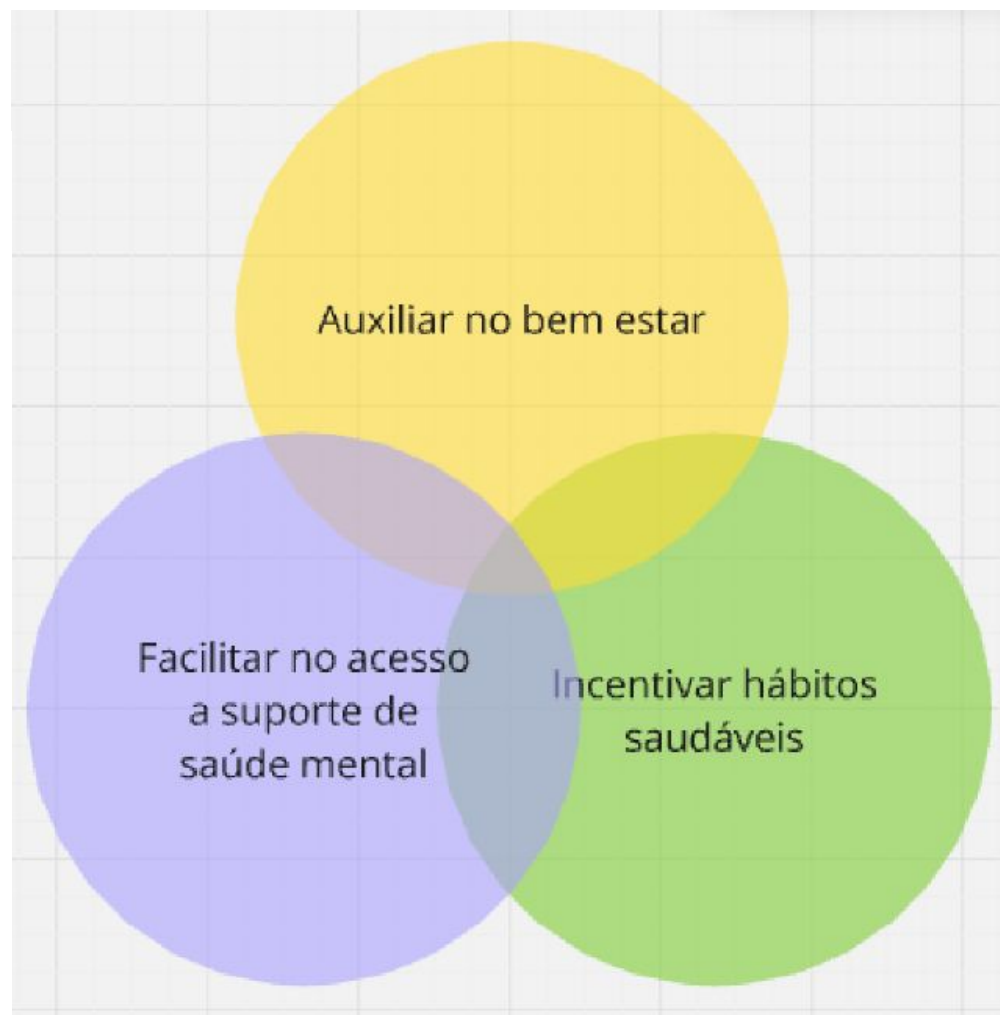 Auxiliar no bem estar
Facilitar no acesso
a suporte de
saúde mental
Incentivar hábitos
saudáveis